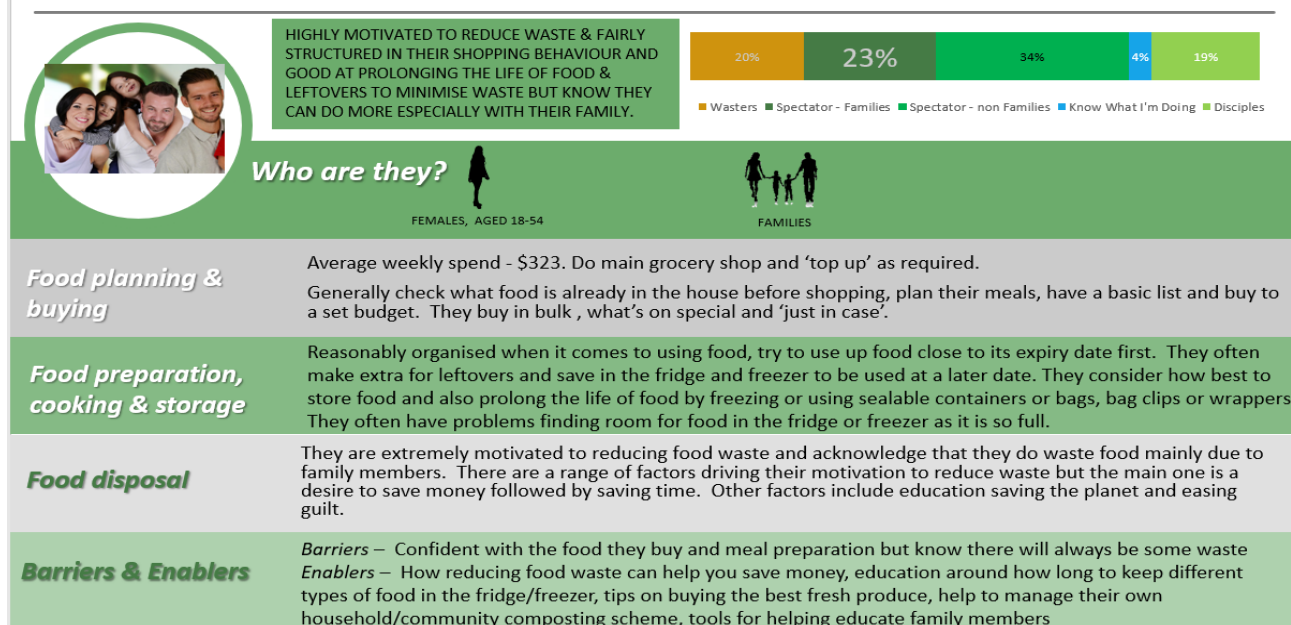 HIGHLY MOTIVATED TO REDUCE WASTE & FAIRLY
STRUCTURED IN THEIR SHOPPING BEHAVIOUR AND
GOOD AT PROLONGING THE LIFE OF FOOD &
LEFTOVERS TO MINIMISE WASTE BUT KNOW THEY
CAN DO MORE ESPECIALLY WITH THEIR FAMILY.
20% 23% 34% 4% 19%
Wasters Spectator - Families Spectator - non Families Know What I'm Doing Disciples
Who are they?
FEMALES, AGED 18-54
FAMILIES
Food planning &
buying
Average weekly spend - $323. Do main grocery shop and ‘top up’ as required.
Generally check what food is already in the house before shopping, plan their meals, have a basic list and buy to
a set budget. They buy in bulk , what’s on special and ‘just in case’.
Food preparation,
cooking & storage
Reasonably organised when it comes to using food, try to use up food close to its expiry date first. They often
make extra for leftovers and save in the fridge and freezer to be used at a later date. They consider how best to
store food and also prolong the life of food by freezing or using sealable containers or bags, bag clips or wrappers
They often have problems finding room for food in the fridge or freezer as it is so full.
Food disposal
They are extremely motivated to reducing food waste and acknowledge that they do waste food mainly due to
family members. There are a range of factors driving their motivation to reduce waste but the main one is a
desire to save money followed by saving time. Other factors include education saving the planet and easing
guilt.
Barriers & Enablers
Barriers – Confident with the food they buy and meal preparation but know there will always be some waste
Enablers – How reducing food waste can help you save money, education around how long to keep different
types of food in the fridge/freezer, tips on buying the best fresh produce, help to manage their own
household/community composting scheme, tools for helping educate family members